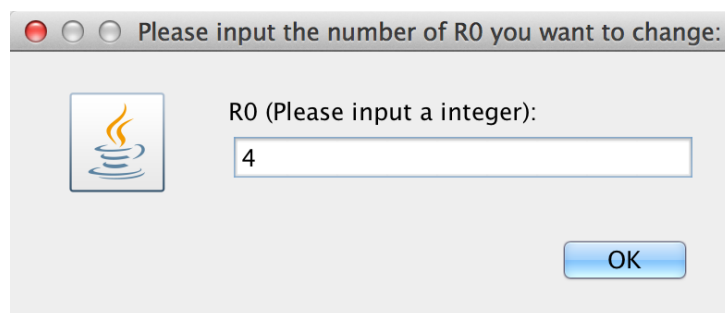 Please input the number of R0 you want to change:
R0 (Please input a integer):
4
OK